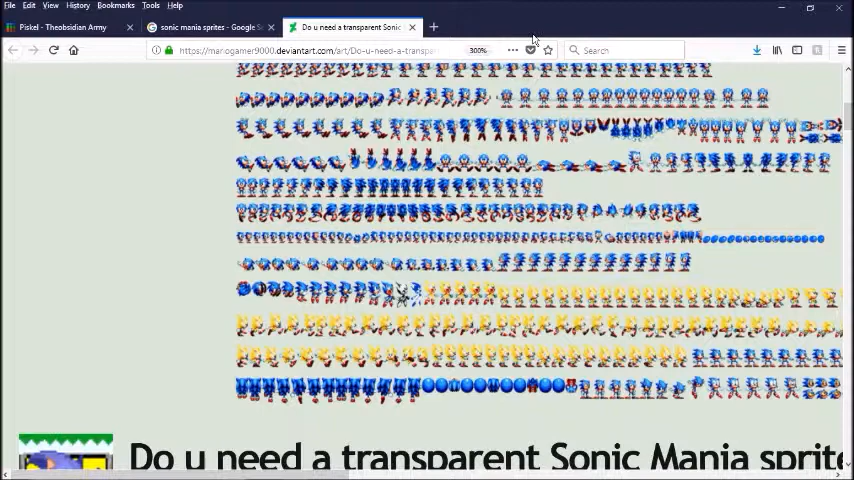 File Edit View History Bookmarks Tools Help
Piskel - Theobsidian Army
sonic mania sprites - Google Se
Do u need a transparent Sonic
https://mariogamer9000.deviantart.com/art/Do-u-need-a-transpa
300%
Search
Do u need a transparent Sonic Mania sprite